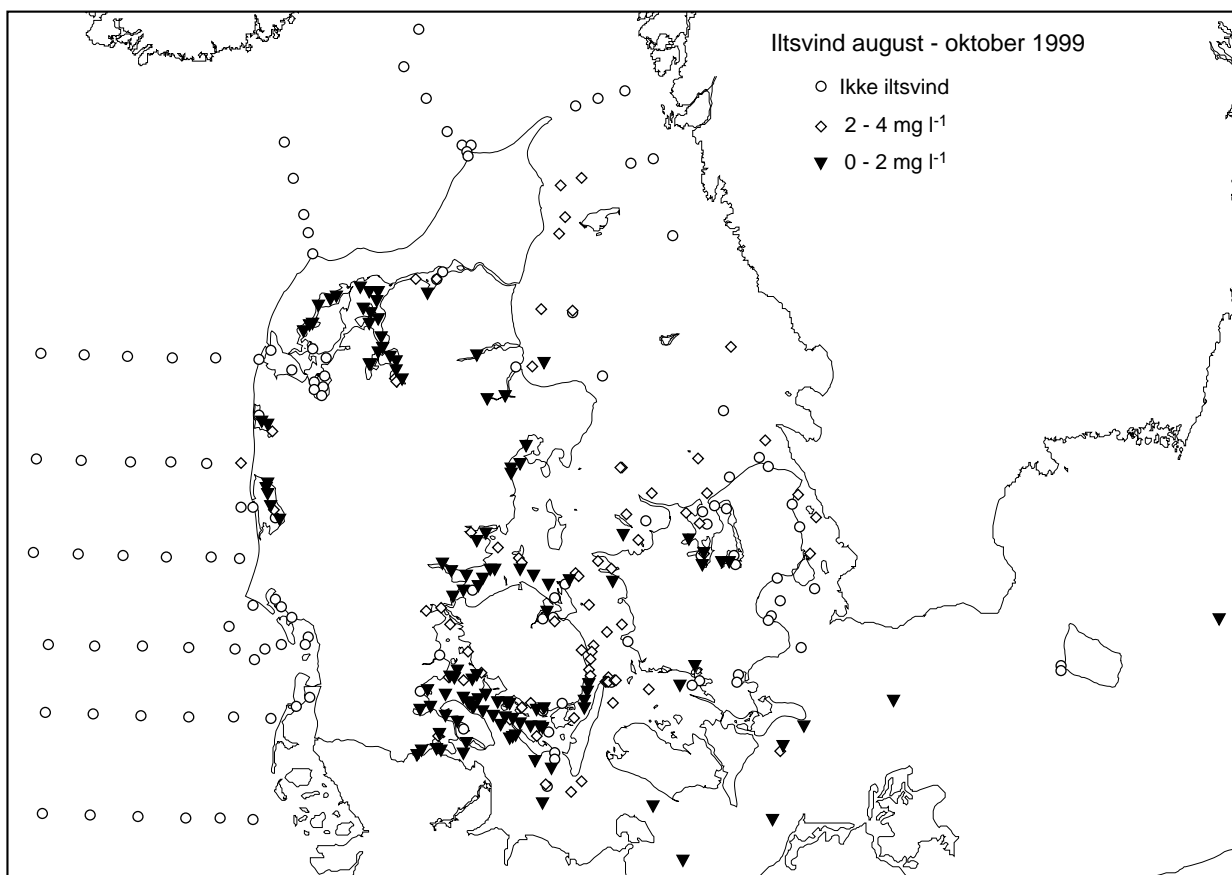 Iltsvind august - oktober 1999
Ikke iltsvind
2 - 4 mg l⁻¹
0 - 2 mg l⁻¹